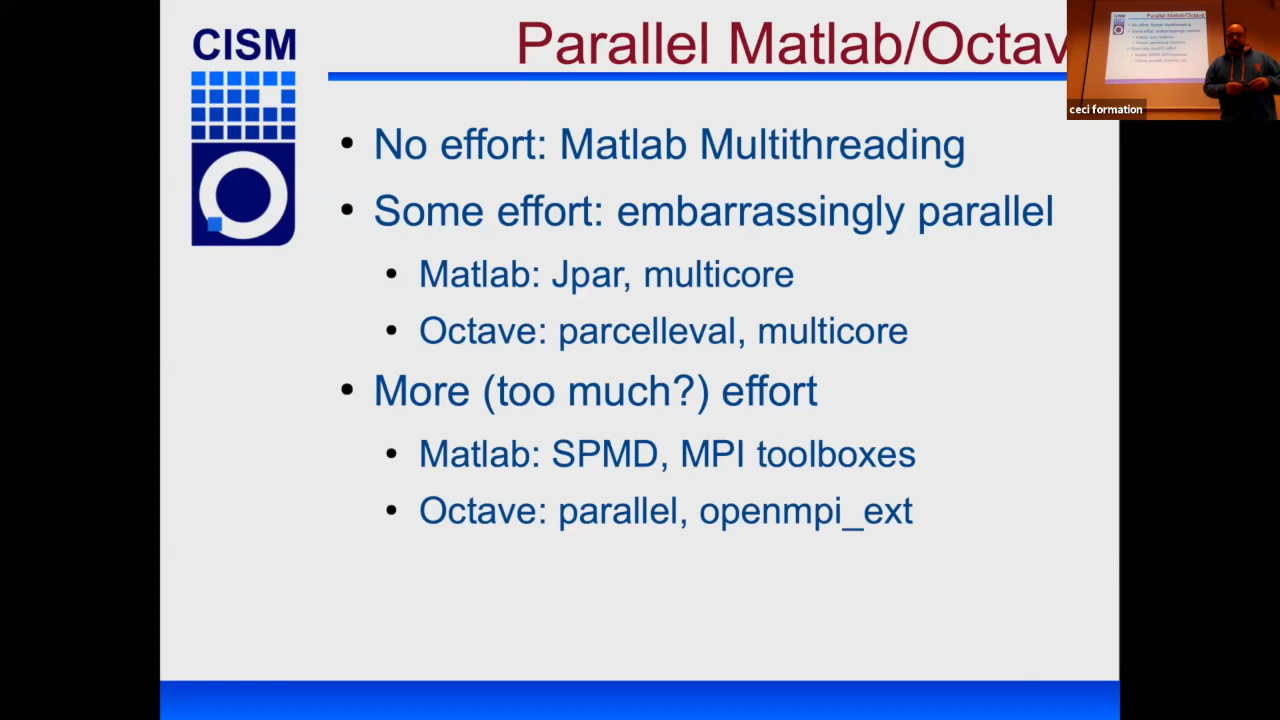 CISM
Parallel Matlab/Octav
ceci formation
• No effort: Matlab Multithreading
• Some effort: embarrassingly parallel
• Matlab: Jpar, multicore
• Octave: parcelleval, multicore
• More (too much?) effort
• Matlab: SPMD, MPI toolboxes
• Octave: parallel, openmpi_ext